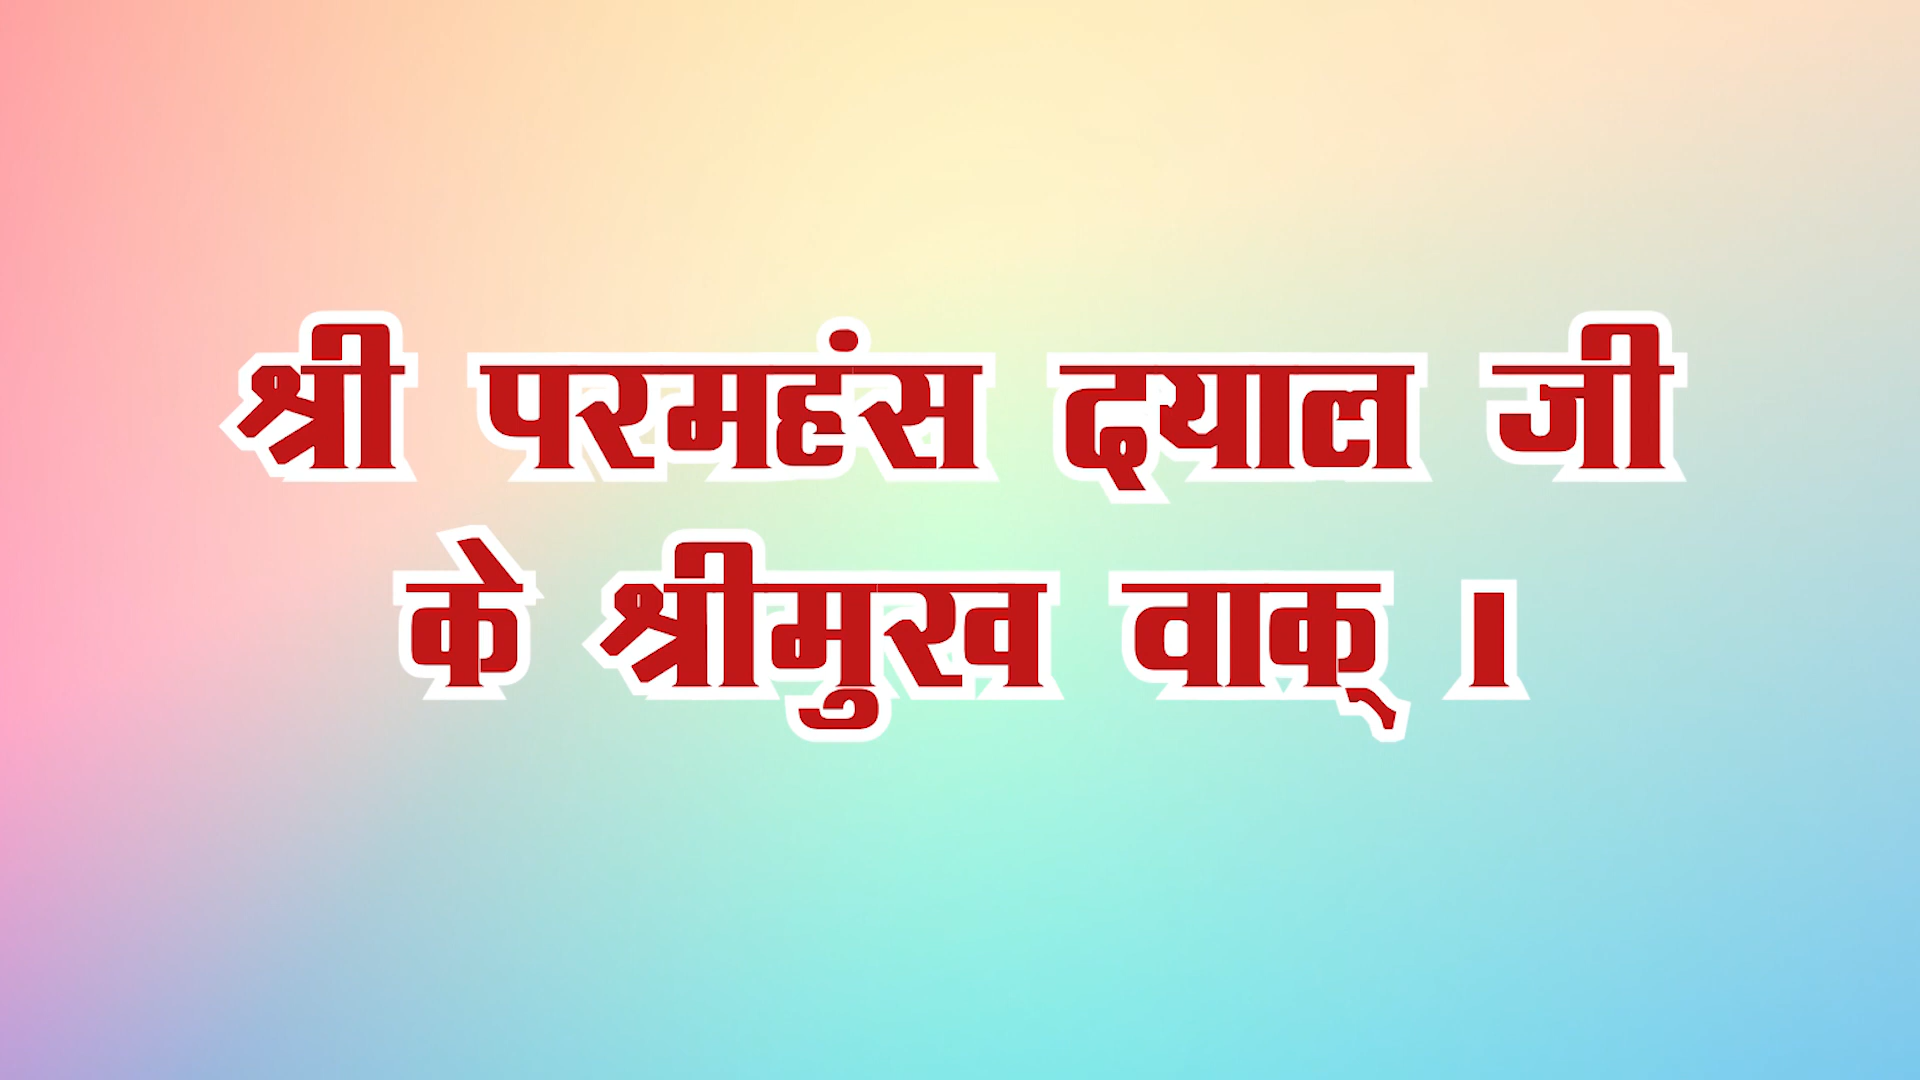 श्री परमहंस दयाल जी
के श्रीमुख वाक् ।